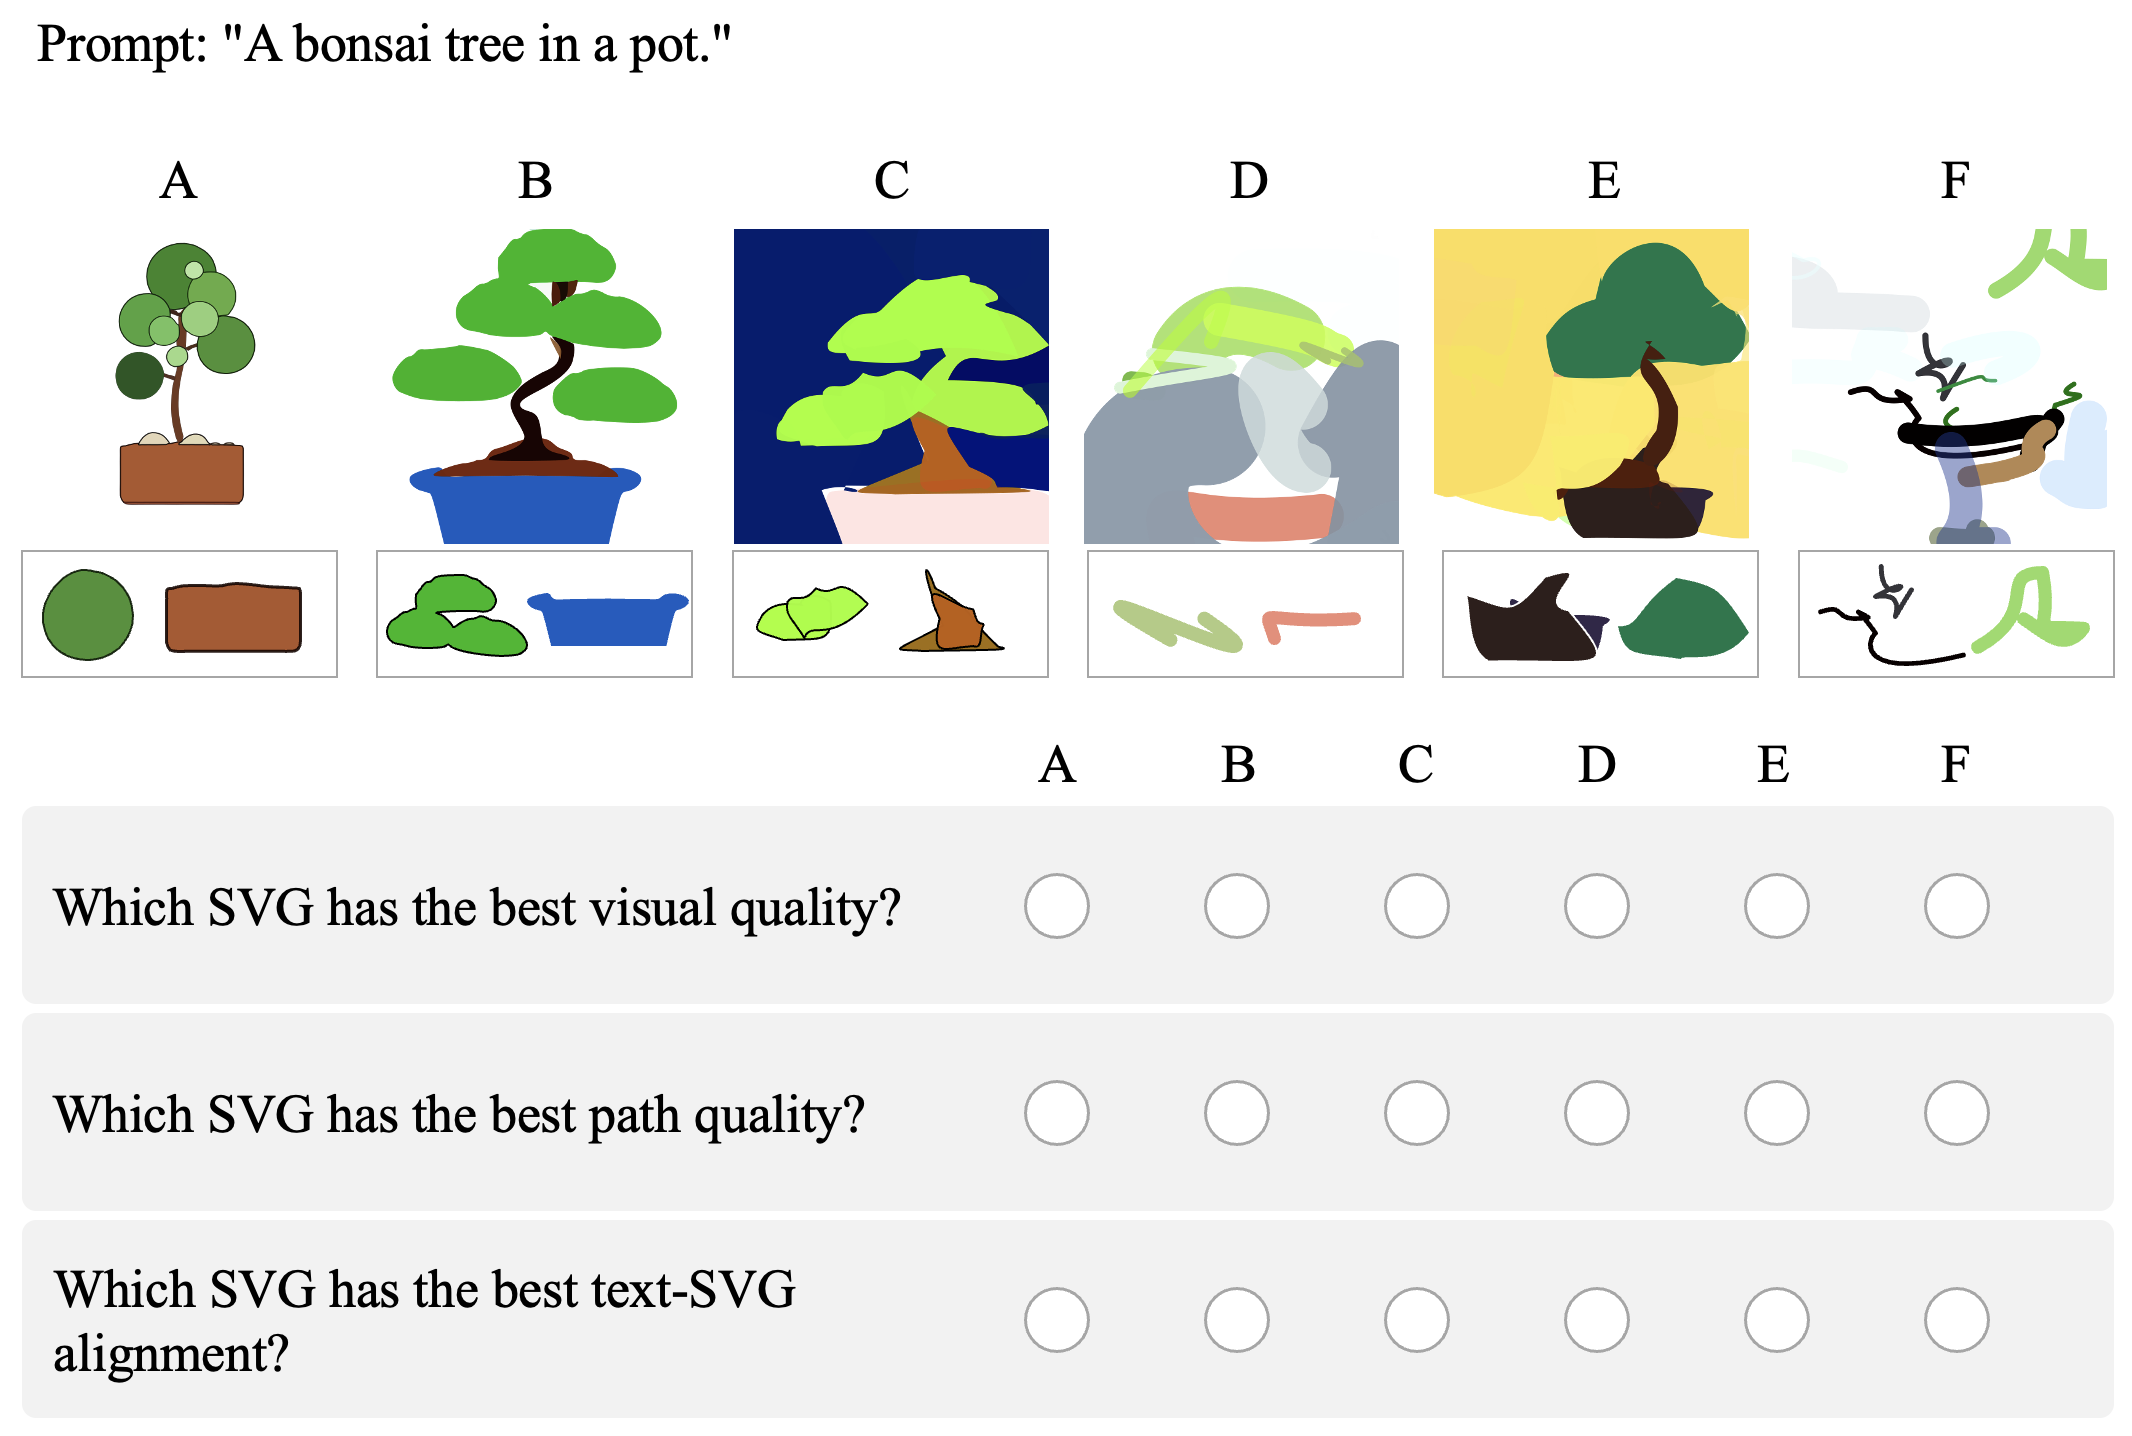 Prompt: "A bonsai tree in a pot."
A B C D E F
A B C D E F
Which SVG has the best visual quality?
Which SVG has the best path quality?
Which SVG has the best text-SVG
alignment?